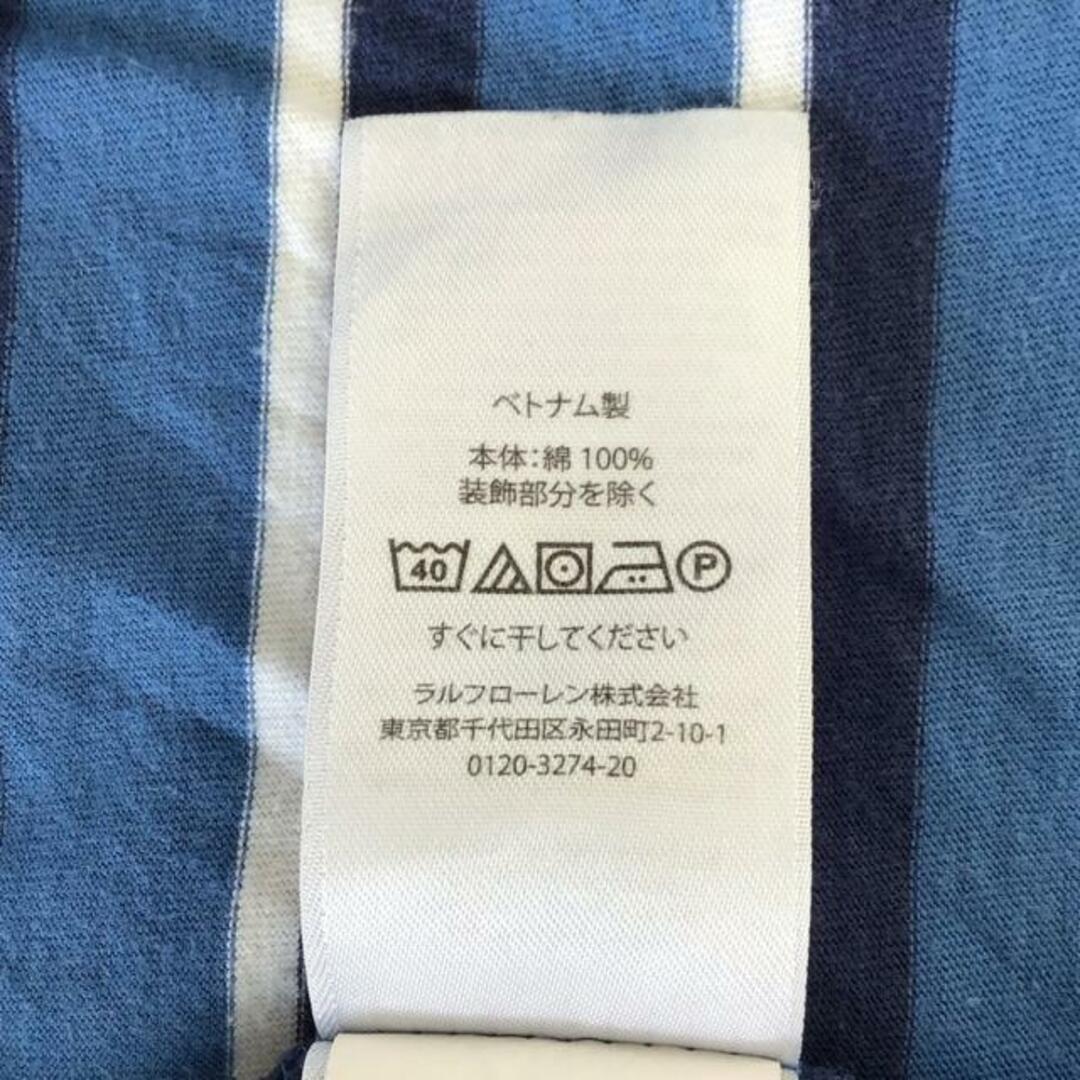 ベトナム製
本体:綿 100%
装飾部分を除く
40 P
すぐに干してください
ラルフローレン株式会社
東京都千代田区永田町2-10-1
0120-3274-20